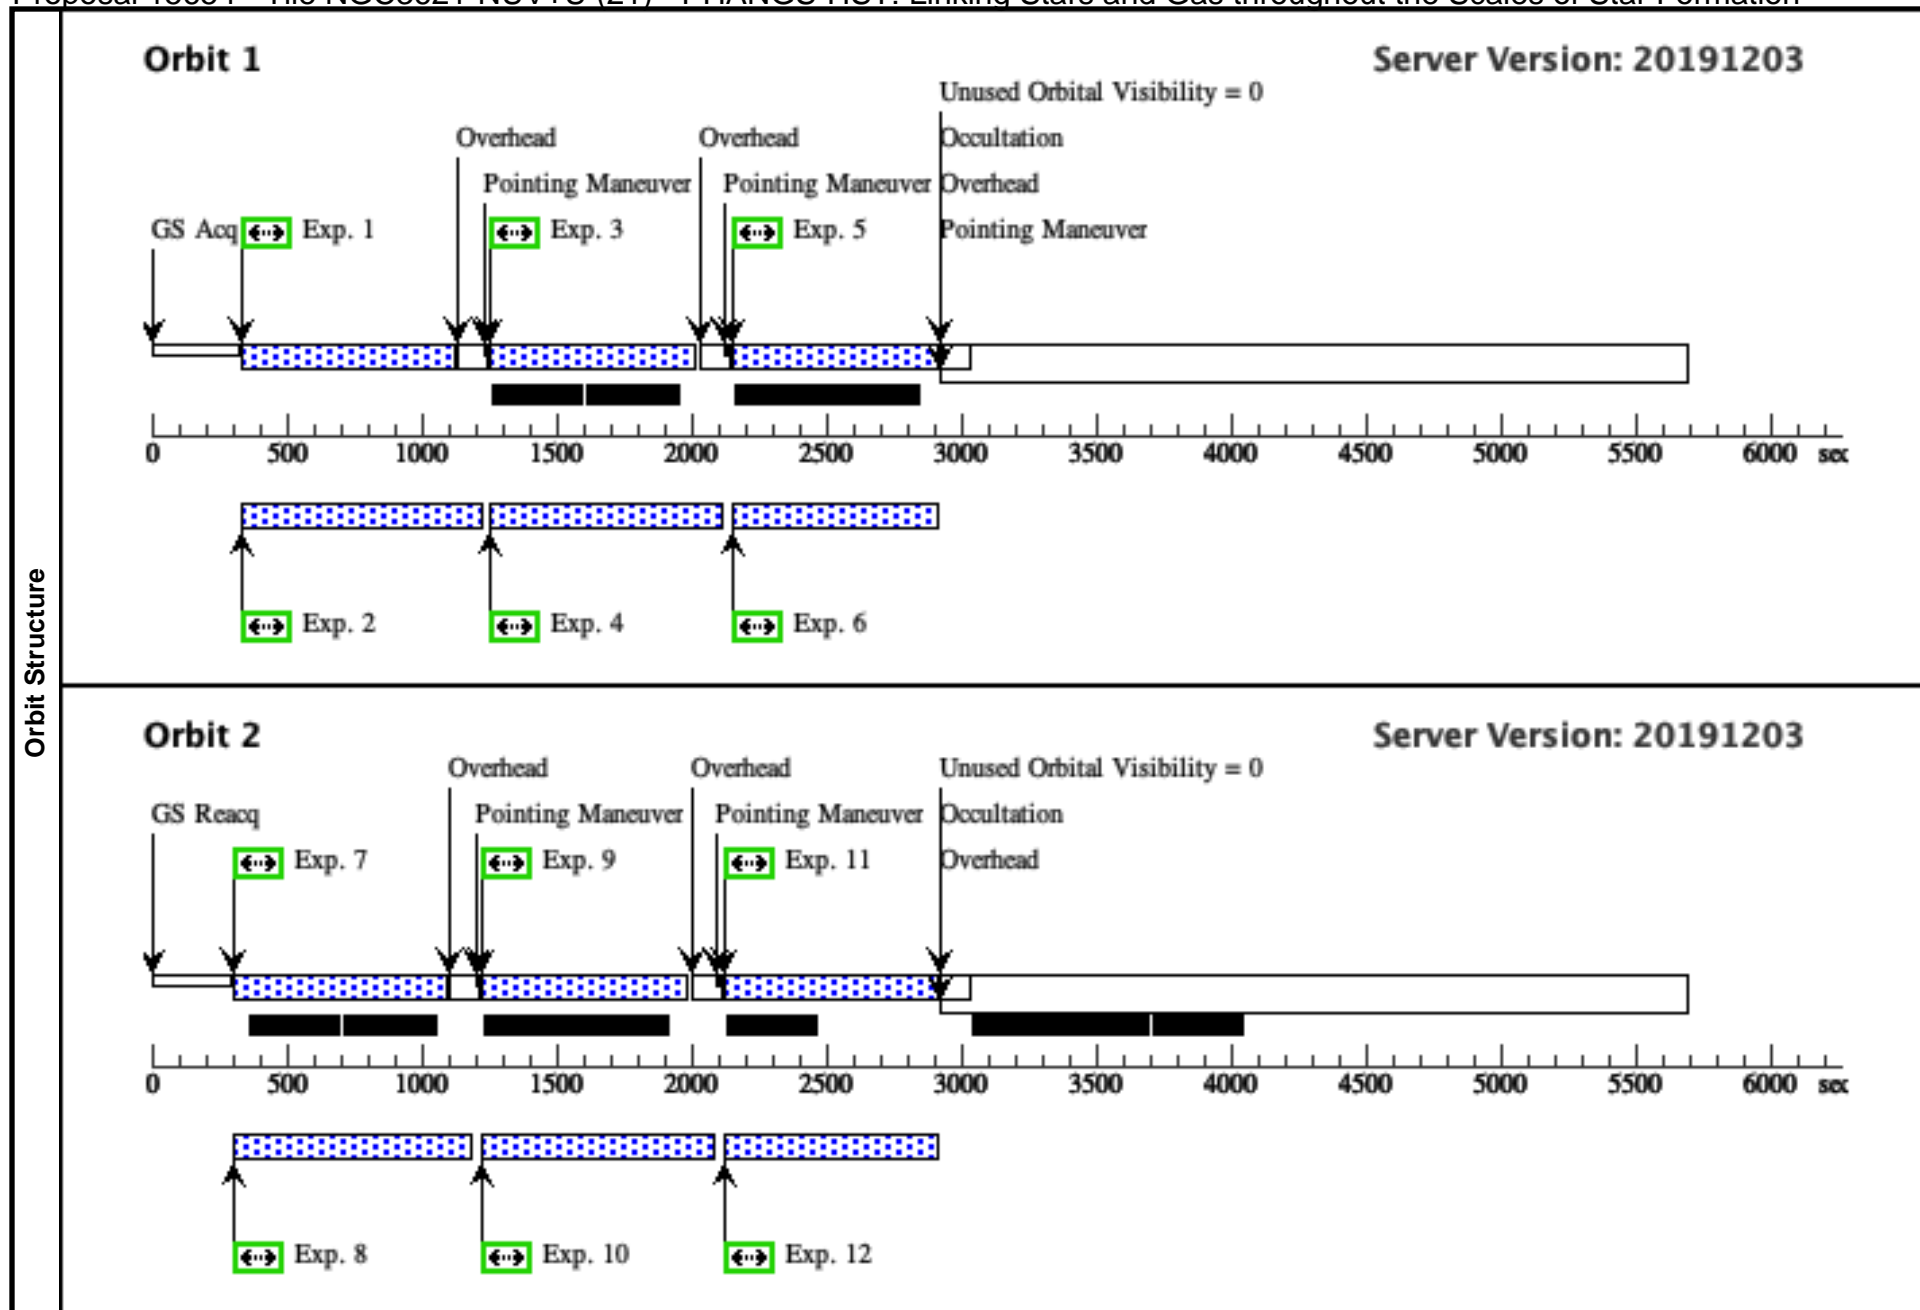 Orbit Structure
Orbit 1
Server Version: 20191203
Unused Orbital Visibility = 0
Overhead
Overhead
Occultation
Pointing Maneuver
Pointing Maneuver
Overhead
GS Acq
Exp. 1
Exp. 3
Exp. 5
Pointing Maneuver
0 500 1000 1500 2000 2500 3000 3500 4000 4500 5000 5500 6000 sec
Exp. 2
Exp. 4
Exp. 6
Orbit 2
Server Version: 20191203
Overhead
Overhead
Unused Orbital Visibility = 0
GS Reacq
Pointing Maneuver
Pointing Maneuver
Occultation
Exp. 7
Exp. 9
Exp. 11
Overhead
0 500 1000 1500 2000 2500 3000 3500 4000 4500 5000 5500 6000 sec
Exp. 8
Exp. 10
Exp. 12